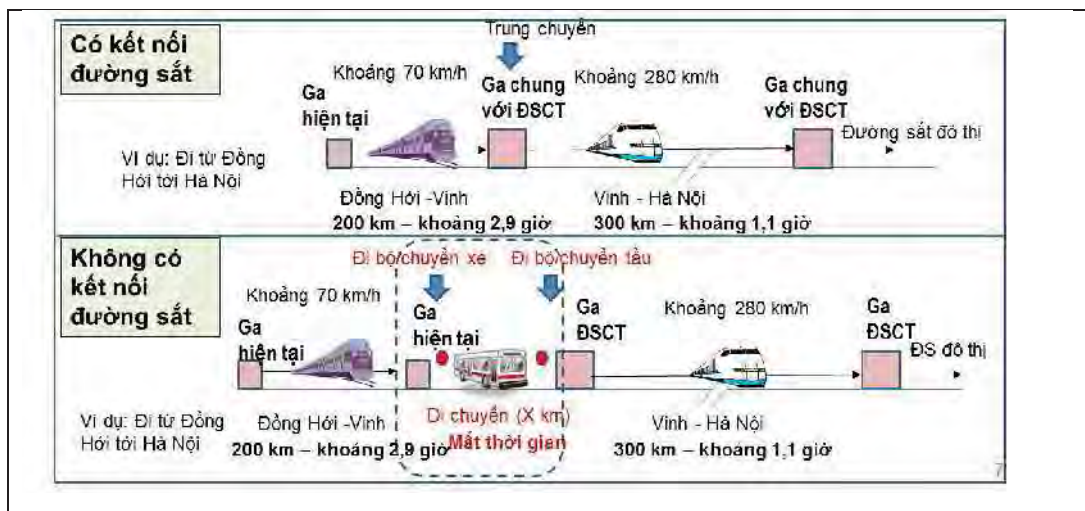 Có kết nối
đường sắt
Trung chuyển
Khoảng 70 km/h
Khoảng 280 km/h
Ga
hiện tại
Ga chung
với ĐSCT
Ga chung
với ĐSCT
Đường sắt đô thị
Ví dụ: Đi từ Đồng
Hới tới Hà Nội
Đồng Hới -Vinh
200 km – khoảng 2,9 giờ
Vinh - Hà Nội
300 km – khoảng 1,1 giờ
Không có
kết nối
đường sắt
Đi bộ/chuyển xe
Đi bộ/chuyển tầu
Khoảng 70 km/h
Khoảng 280 km/h
Ga
hiện tại
Ga
hiện tại
Ga
ĐSCT
Ga
ĐSCT
ĐS đô thị
Ví dụ: Đi từ Đồng
Hới tới Hà Nội
Đồng Hới -Vinh
200 km – khoảng 2,9 giờ
Di chuyển (X km)
Mất thời gian
Vinh - Hà Nội
300 km – khoảng 1,1 giờ
7